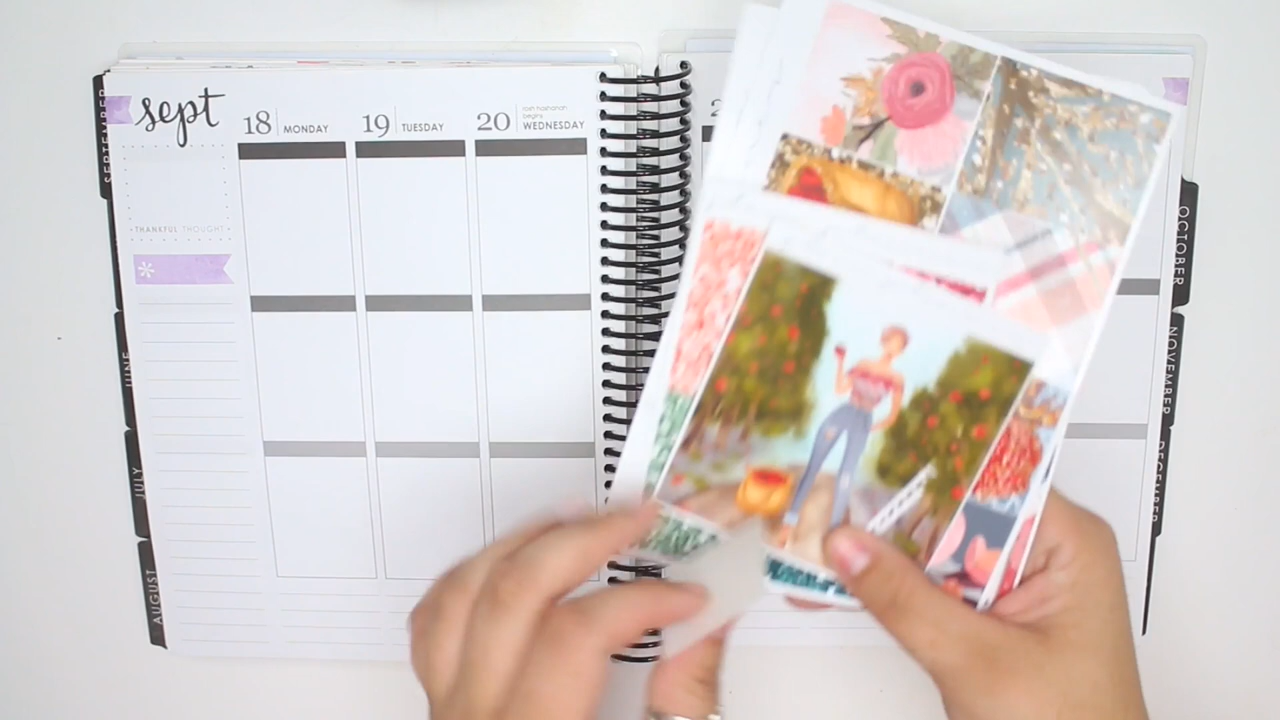 sept
18 MONDAY
19 TUESDAY
20 rosh hashanah begins WEDNESDAY
THANKFUL THOUGHT
SEPTEMBER
JUNE
JULY
AUGUST
OCTOBER
NOVEMBER
DECEMBER